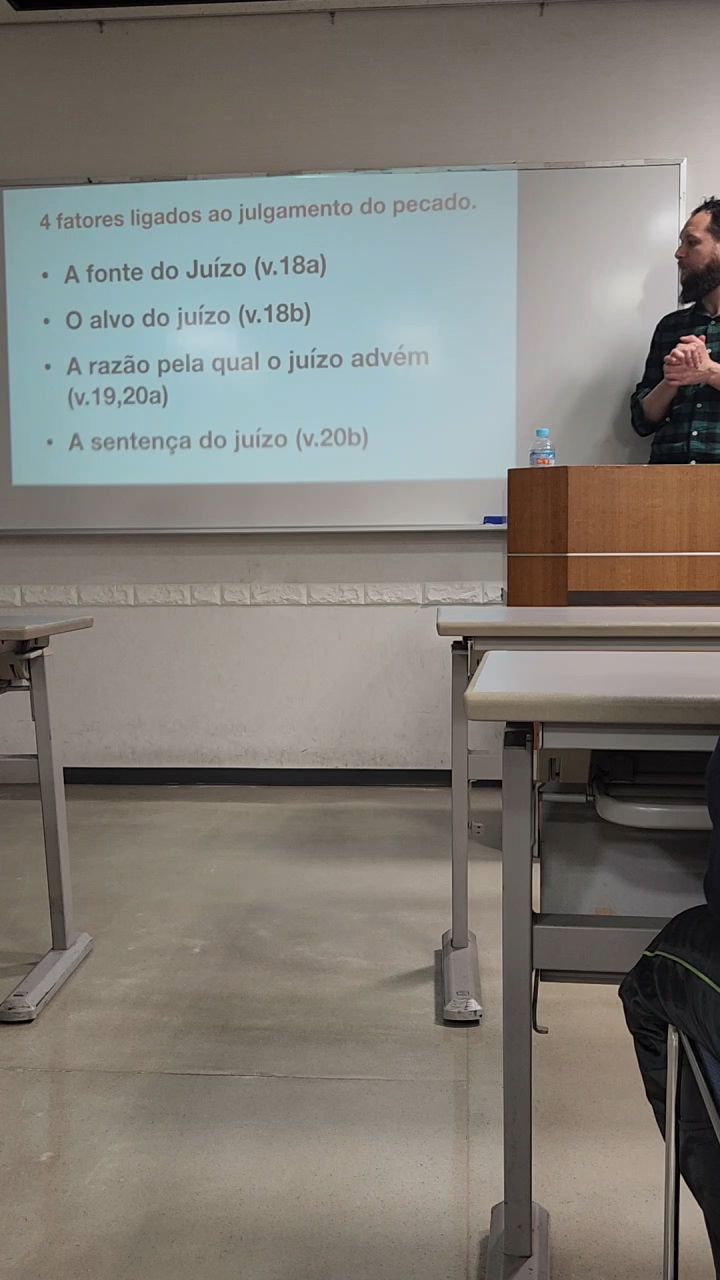 4 fatores ligados ao julgamento do pecado.
• A fonte do Juízo (v.18a)
• O alvo do juízo (v.18b)
• A razão pela qual o juízo advém
(v.19,20a)
• A sentença do juízo (v.20b)